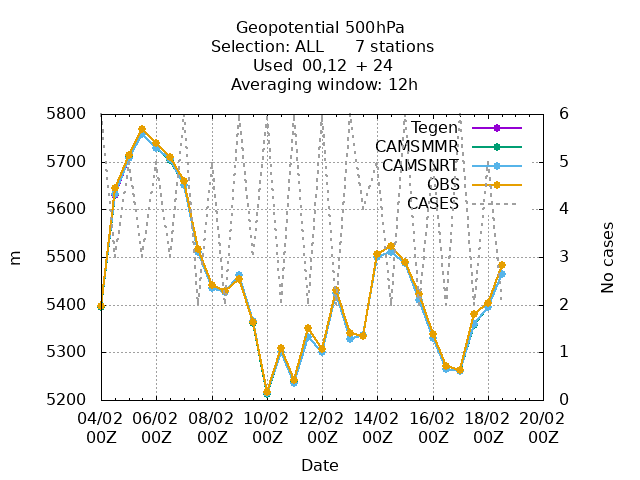 Geopotential 500hPa
Selection: ALL 7 stations
Used 00,12 + 24
Averaging window: 12h
5800
5700
5600
5500
5400
5300
5200
m
6
5
4
3
2
1
0
No cases
Tegen
CAMSMMR
CAMSNRT
OBS
CASES
04/02 06/02 08/02 10/02 12/02 14/02 16/02 18/02 20/02
00Z 00Z 00Z 00Z 00Z 00Z 00Z 00Z 00Z
Date